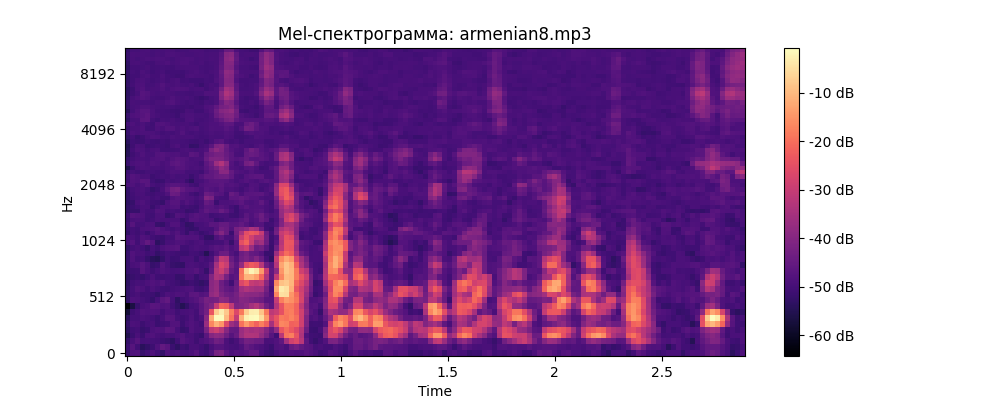 Mel-спектрограмма: armenian8.mp3
8192
4096
2048
1024
512
0
Hz
0 0.5 1 1.5 2 2.5
Time
-10 dB
-20 dB
-30 dB
-40 dB
-50 dB
-60 dB